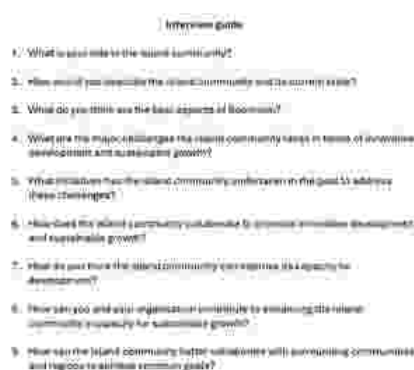 Interview guide
1. What is your role in the island community?
2. How would you describe the island community and its current state?
3. What do you think are the best aspects of
4. What are the major challenges the island community faces in terms of innovative
development and sustainable growth?
5. What initiatives has the island community undertaken in the past to address
these challenges?
6. How does the island community collaborate to promote innovative development
and sustainable growth?
7. How do you think the island community can improve its capacity for
development?
8. How can you and your organisation contribute to enhancing the island
community's capacity for sustainable growth?
9. How can the island community better collaborate with surrounding communities
and regions to achieve common goals?